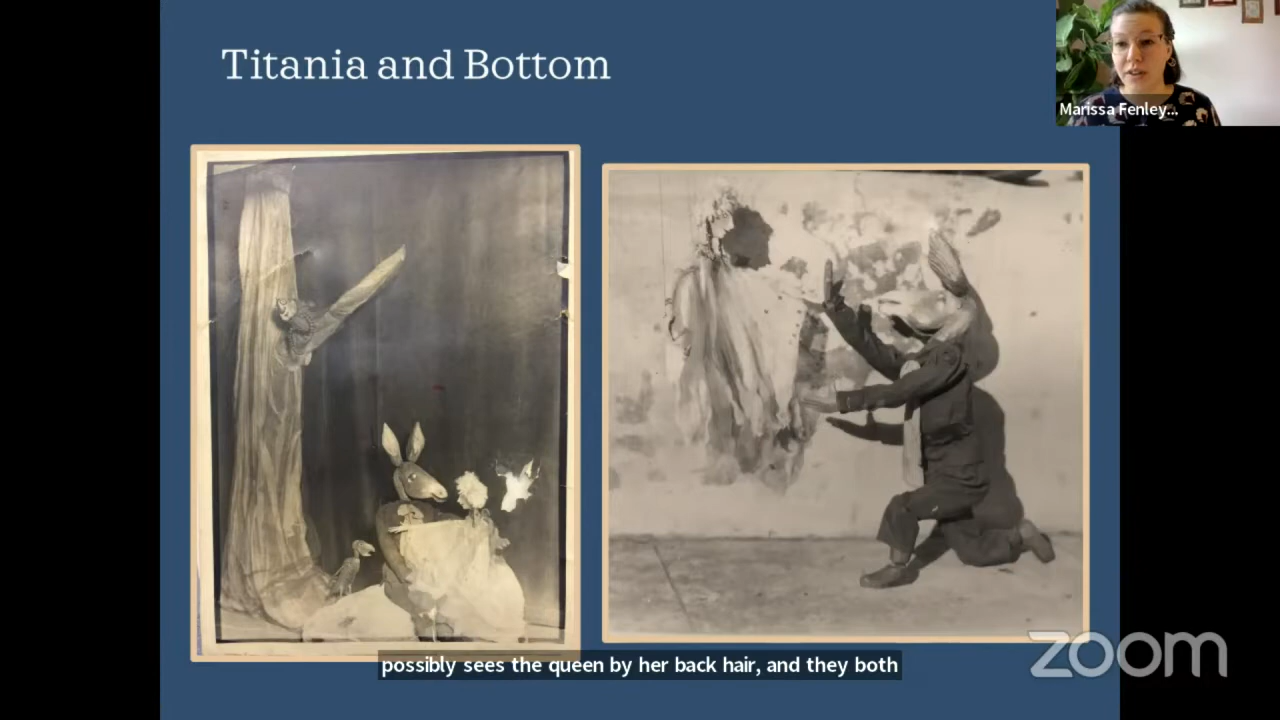 Titania and Bottom
Marissa Fenley...
possibly sees the queen by her back hair, and they both
zoom